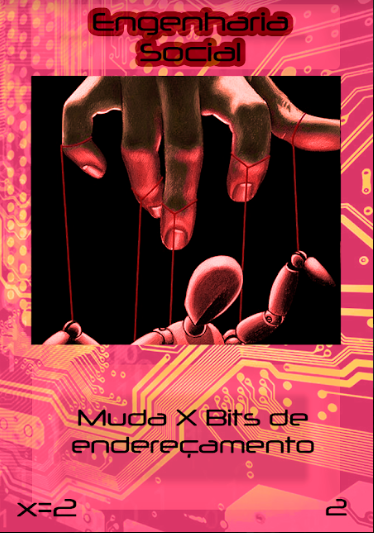 Engenharia
Social
Muda X Bits de
endereçamento
x=2
2